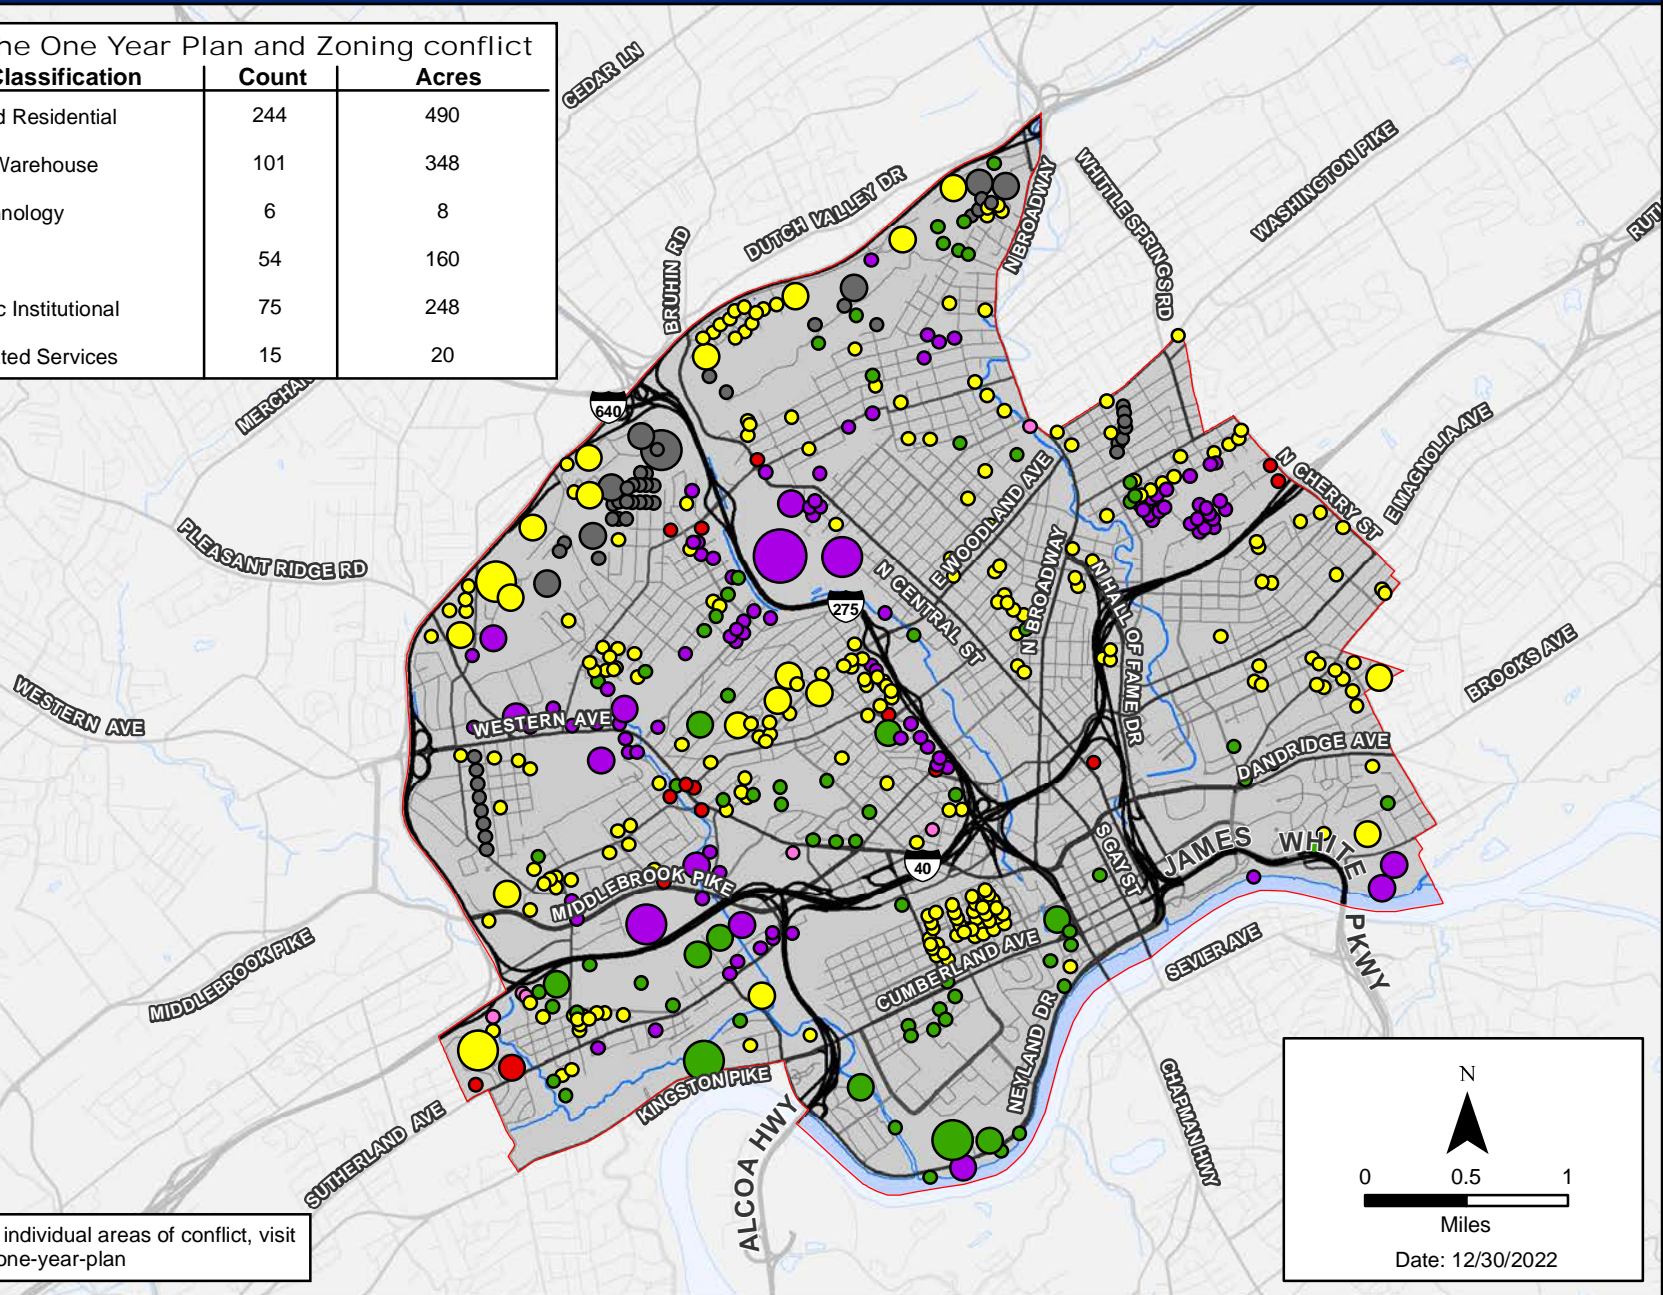 ne One Year Plan and Zoning conflict
Classification Count Acres
d Residential 244 490
Warehouse 101 348
nology 6 8
54 160
c Institutional 75 248
ted Services 15 20
CEDAR LN
WASHINGTON PIKE
WHITTLE SPRINGS RD
N BROADWAY
DUTCH VALLEY DR
BRUHIN RD
RUT
MERCHAN
640
E MAGNOLIA AVE
N CHERRY ST
PLEASANT RIDGE RD
E WOODLAND AVE
N BROADWAY
N CENTRAL ST
275
N HALL OF FAME DR
BROOKS AVE
WESTERN AVE
WESTERN AVE
DANDRIDGE AVE
JAMES WHITE PKWY
S GAY ST
40
MIDDLEBROOK PIKE
MIDDLEBROOK PIKE
CUMBERLAND AVE
SEVIER AVE
NEYLAND DR
KINGSTON PIKE
SUTHERLAND AVE
ALCOA HWY
CHAPMAN HWY
N
0 0.5 1
Miles
Date: 12/30/2022
individual areas of conflict, visit
one-year-plan